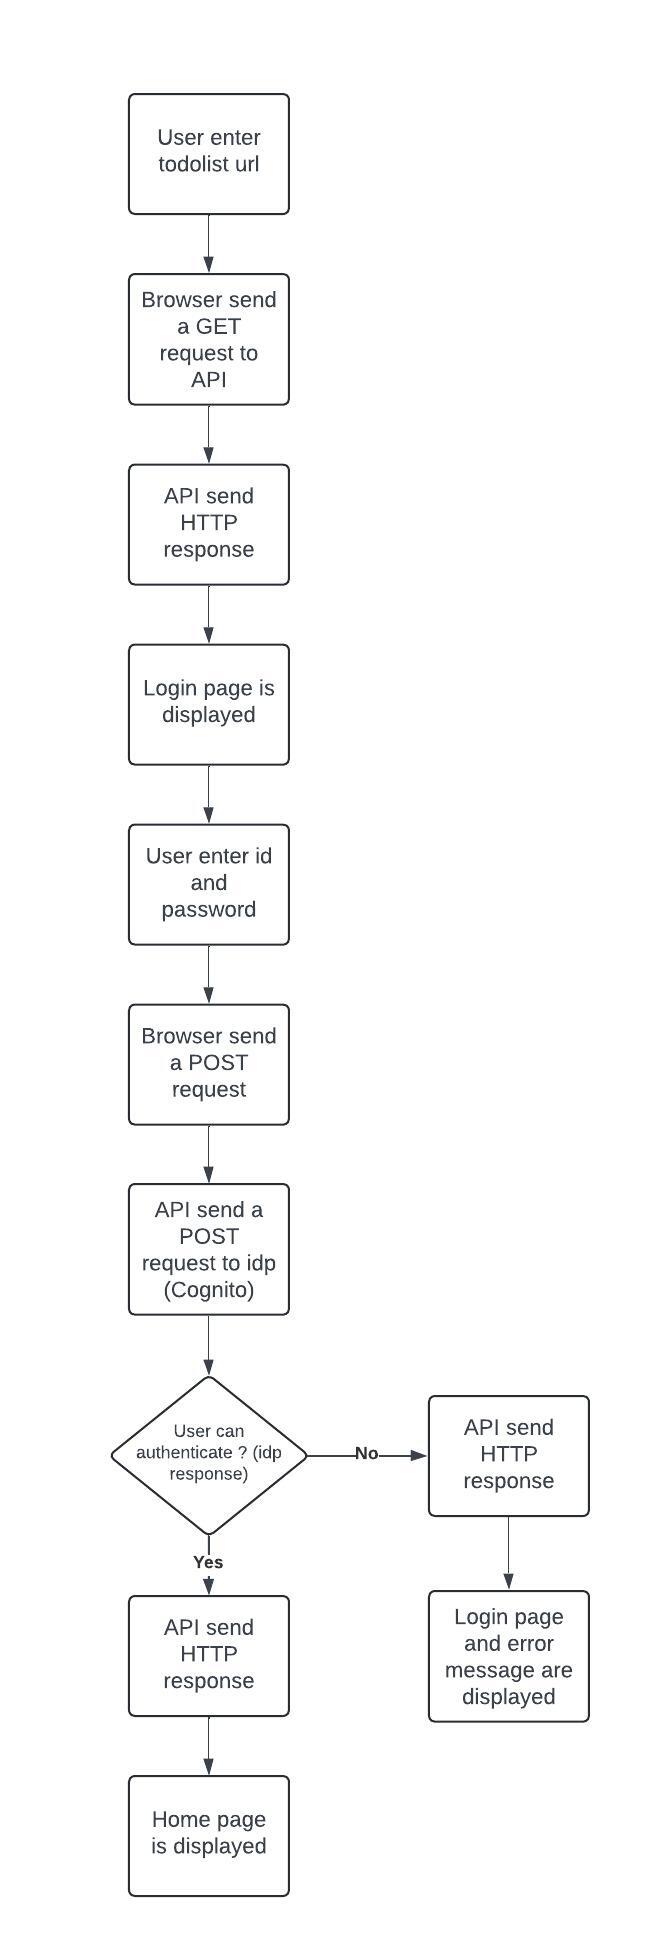 User enter
todolist url
Browser send
a GET
request to
API
API send
HTTP
response
Login page is
displayed
User enter id
and
password
Browser send
a POST
request
API send a
POST
request to idp
(Cognito)
User can
authenticate ? (idp
response)
No
API send
HTTP
response
Login page
and error
message are
displayed
Yes
API send
HTTP
response
Home page
is displayed